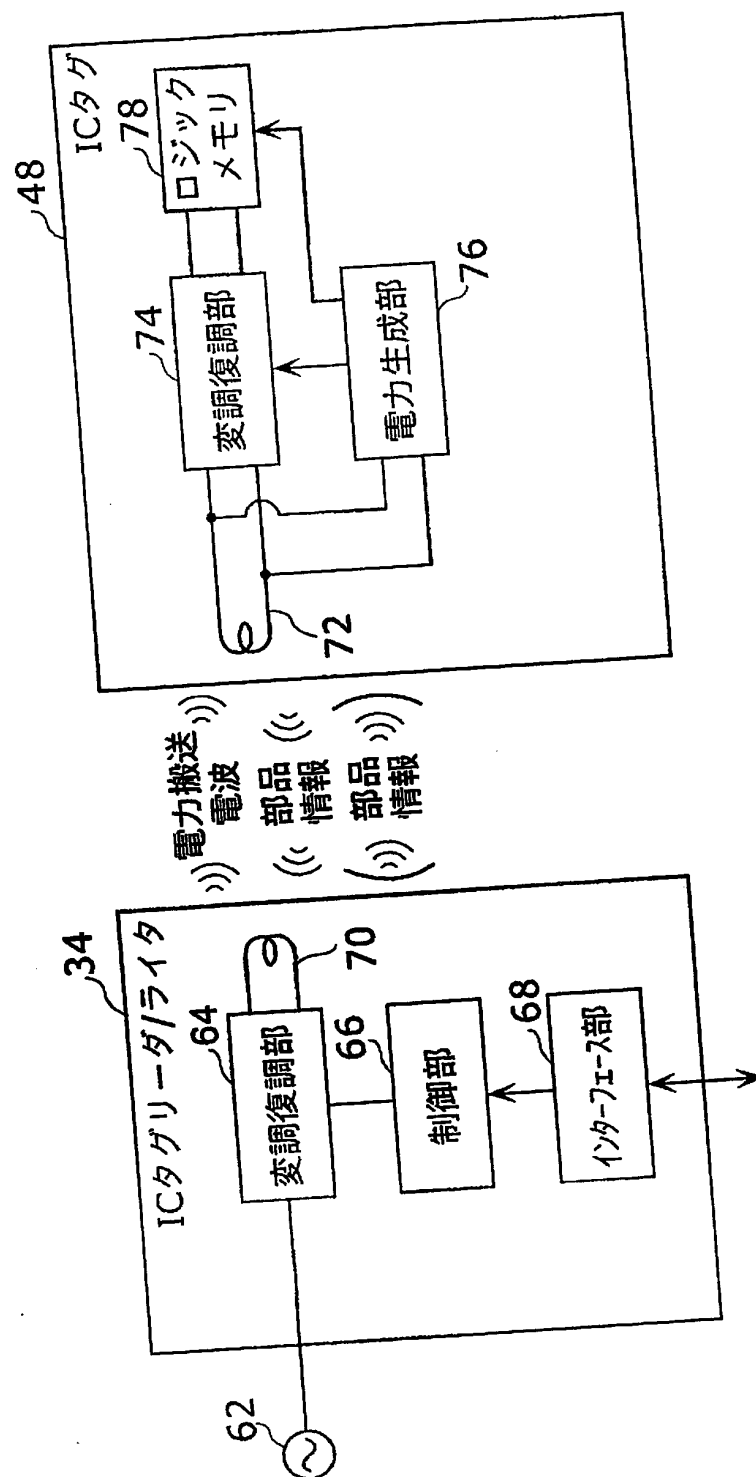 62
34
ICタグリーダ/ライタ
64
変調復調部
70
66
制御部
68
インターフェース部
電力搬送
電波
部品
情報
部品
情報
48
ICタグ
72
74
変調復調部
78
ロジック
メモリ
76
電力生成部